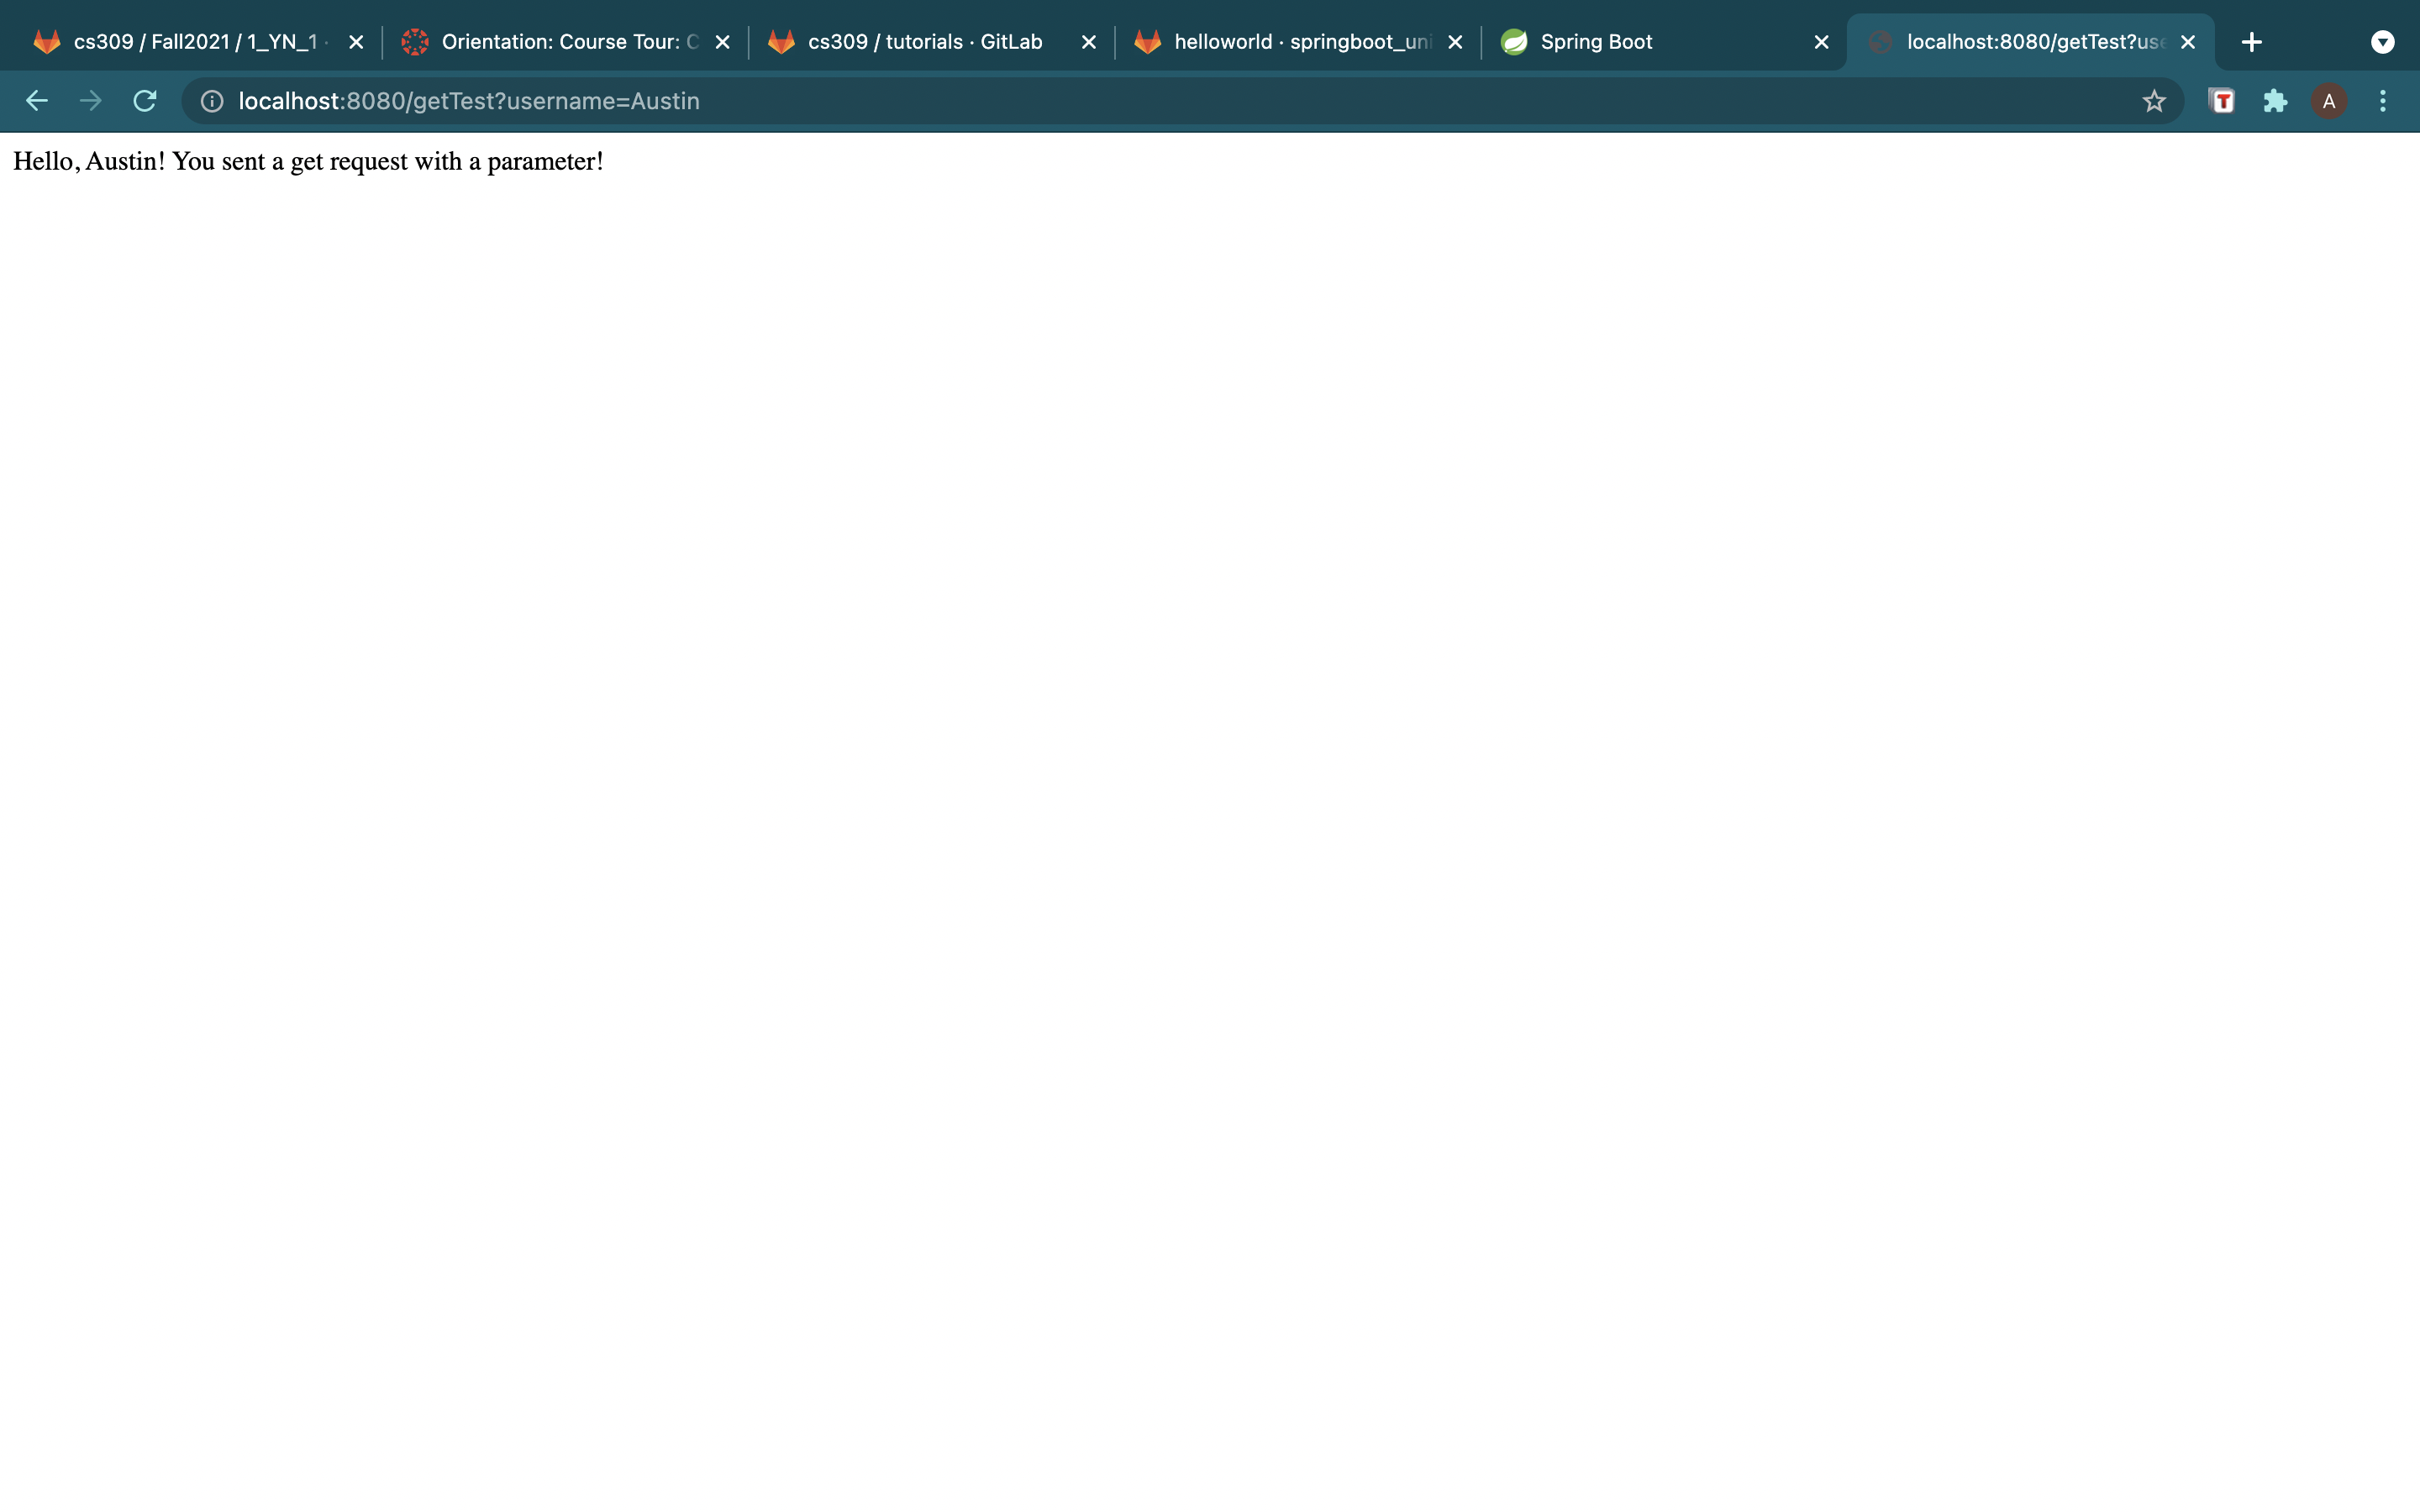 cs309 / Fall2021 / 1_YN_1 ·
Orientation: Course Tour: C
cs309 / tutorials · GitLab
helloworld · springboot_uni
Spring Boot
localhost:8080/getTest?use
localhost:8080/getTest?username=Austin
T
A
Hello, Austin! You sent a get request with a parameter!